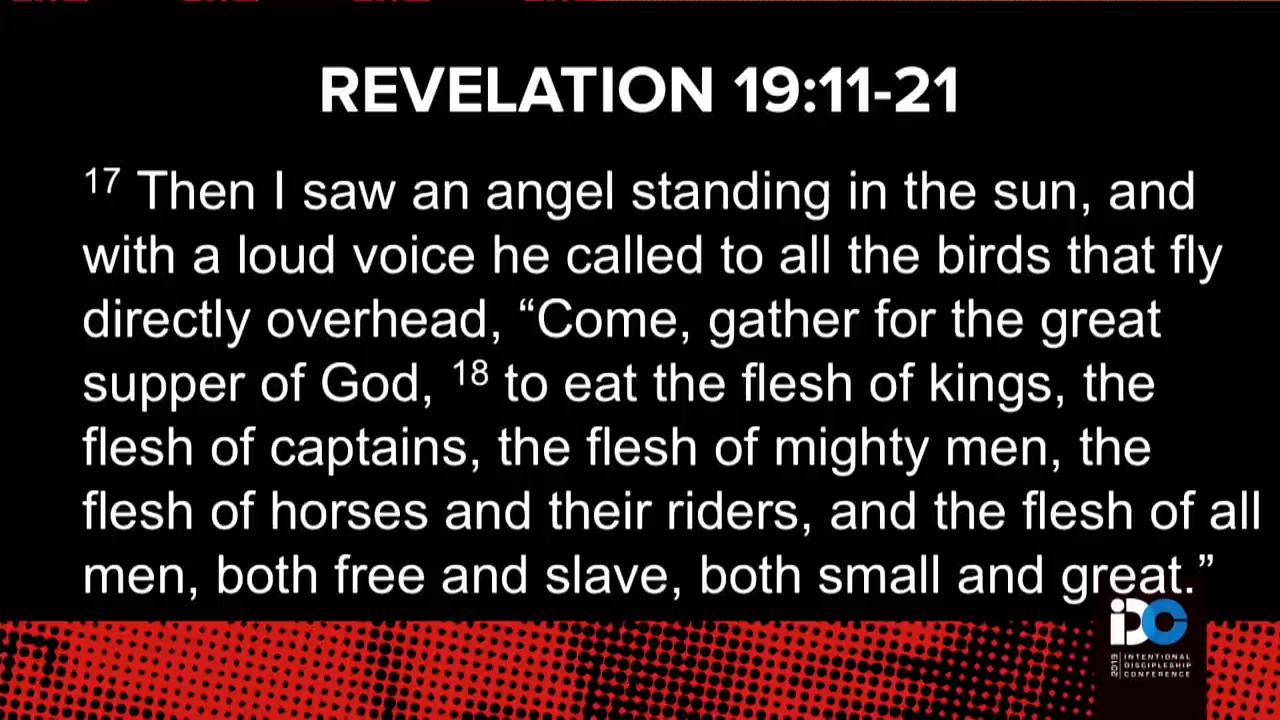 REVELATION 19:11-21
¹⁷ Then I saw an angel standing in the sun, and
with a loud voice he called to all the birds that fly
directly overhead, “Come, gather for the great
supper of God, ¹⁸ to eat the flesh of kings, the
flesh of captains, the flesh of mighty men, the
flesh of horses and their riders, and the flesh of all
men, both free and slave, both small and great.”
iDC
2019
INTENTIONAL
DISCIPLESHIP
CONFERENCE